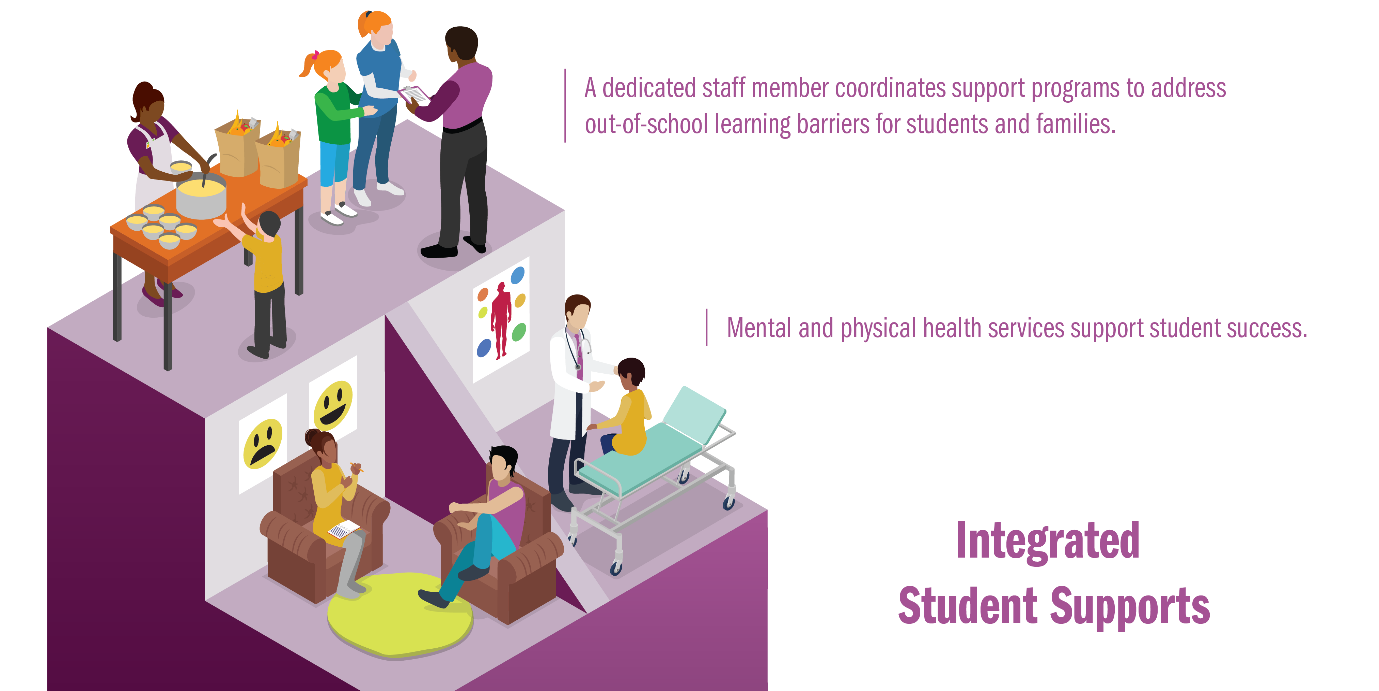 A dedicated staff member coordinates support programs to address
out-of-school learning barriers for students and families.
Mental and physical health services support student success.
Integrated
Student Supports